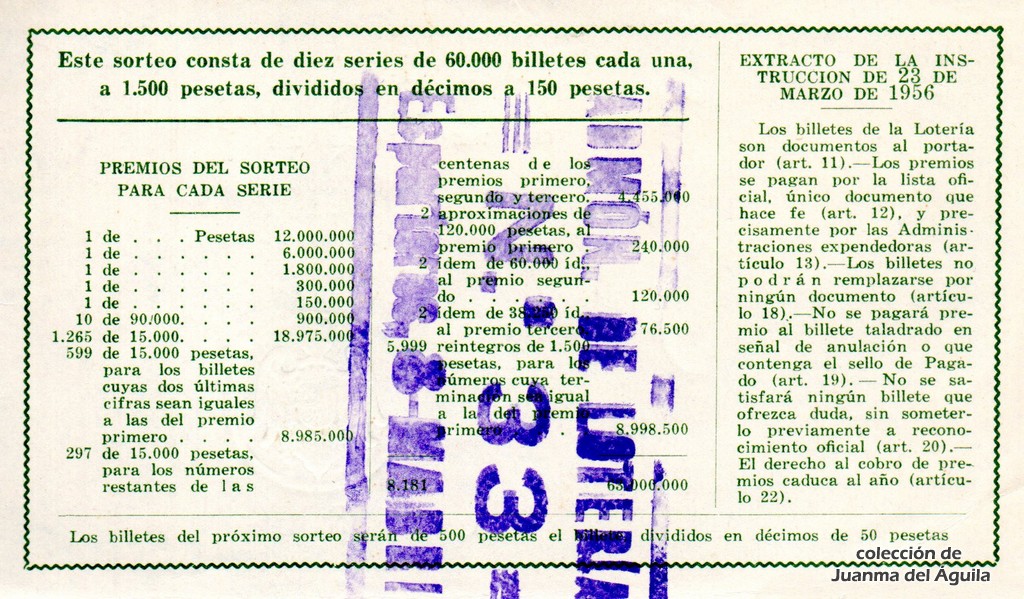 Este sorteo consta de diez series de 60.000 billetes cada una,
a 1.500 pesetas, divididos en décimos a 150 pesetas.
PREMIOS DEL SORTEO
PARA CADA SERIE
1 de . . . Pesetas 12.000.000
1 de . . . . . . 6.000.000
1 de . . . . . . 1.800.000
1 de . . . . . . 300.000
1 de . . . . . . 150.000
10 de 90.000. . . . . 900.000
1.265 de 15.000. . . . . 18.975.000
599 de 15.000 pesetas,
para los billetes
cuyas dos últimas
cifras sean iguales
a las del premio
primero . . . . 8.985.000
297 de 15.000 pesetas,
para los números
restantes de las
centenas de los
premios primero,
segundo y tercero. 4.455.000
2 aproximaciones de
120.000 pesetas, al
premio primero . 240.000
2 ídem de 60.000 íd.,
al premio segun-
do . . . . . . . 120.000
2 ídem de 38.250 íd.,
al premio tercero, 76.500
5.999 reintegros de 1.500
pesetas, para los
números cuya ter-
minación sea igual
a la del premio
primero . . . . 8.998.500
8.181 63.000.000
EXTRACTO DE LA INS-
TRUCCION DE 23 DE
MARZO DE 1956
Los billetes de la Lotería
son documentos al porta-
dor (art. 11).—Los premios
se pagan por la lista ofi-
cial, único documento que
hace fe (art. 12), y pre-
cisamente por las Adminis-
traciones expendedoras (ar-
tículo 13).—Los billetes no
podrán remplazarse por
ningún documento (artícu-
lo 18).—No se pagará pre-
mio al billete taladrado en
señal de anulación o que
contenga el sello de Paga-
do (art. 19).—No se sa-
tisfará ningún billete que
ofrezca duda, sin someter-
lo previamente a recono-
cimiento oficial (art. 20).—
El derecho al cobro de pre-
mios caduca al año (artícu-
lo 22).
Los billetes del próximo sorteo serán de 500 pesetas el billete, divididos en décimos de 50 pesetas
ADMÓN. DE LOTERIA
N.º 33
colección de
Juanma del Águila